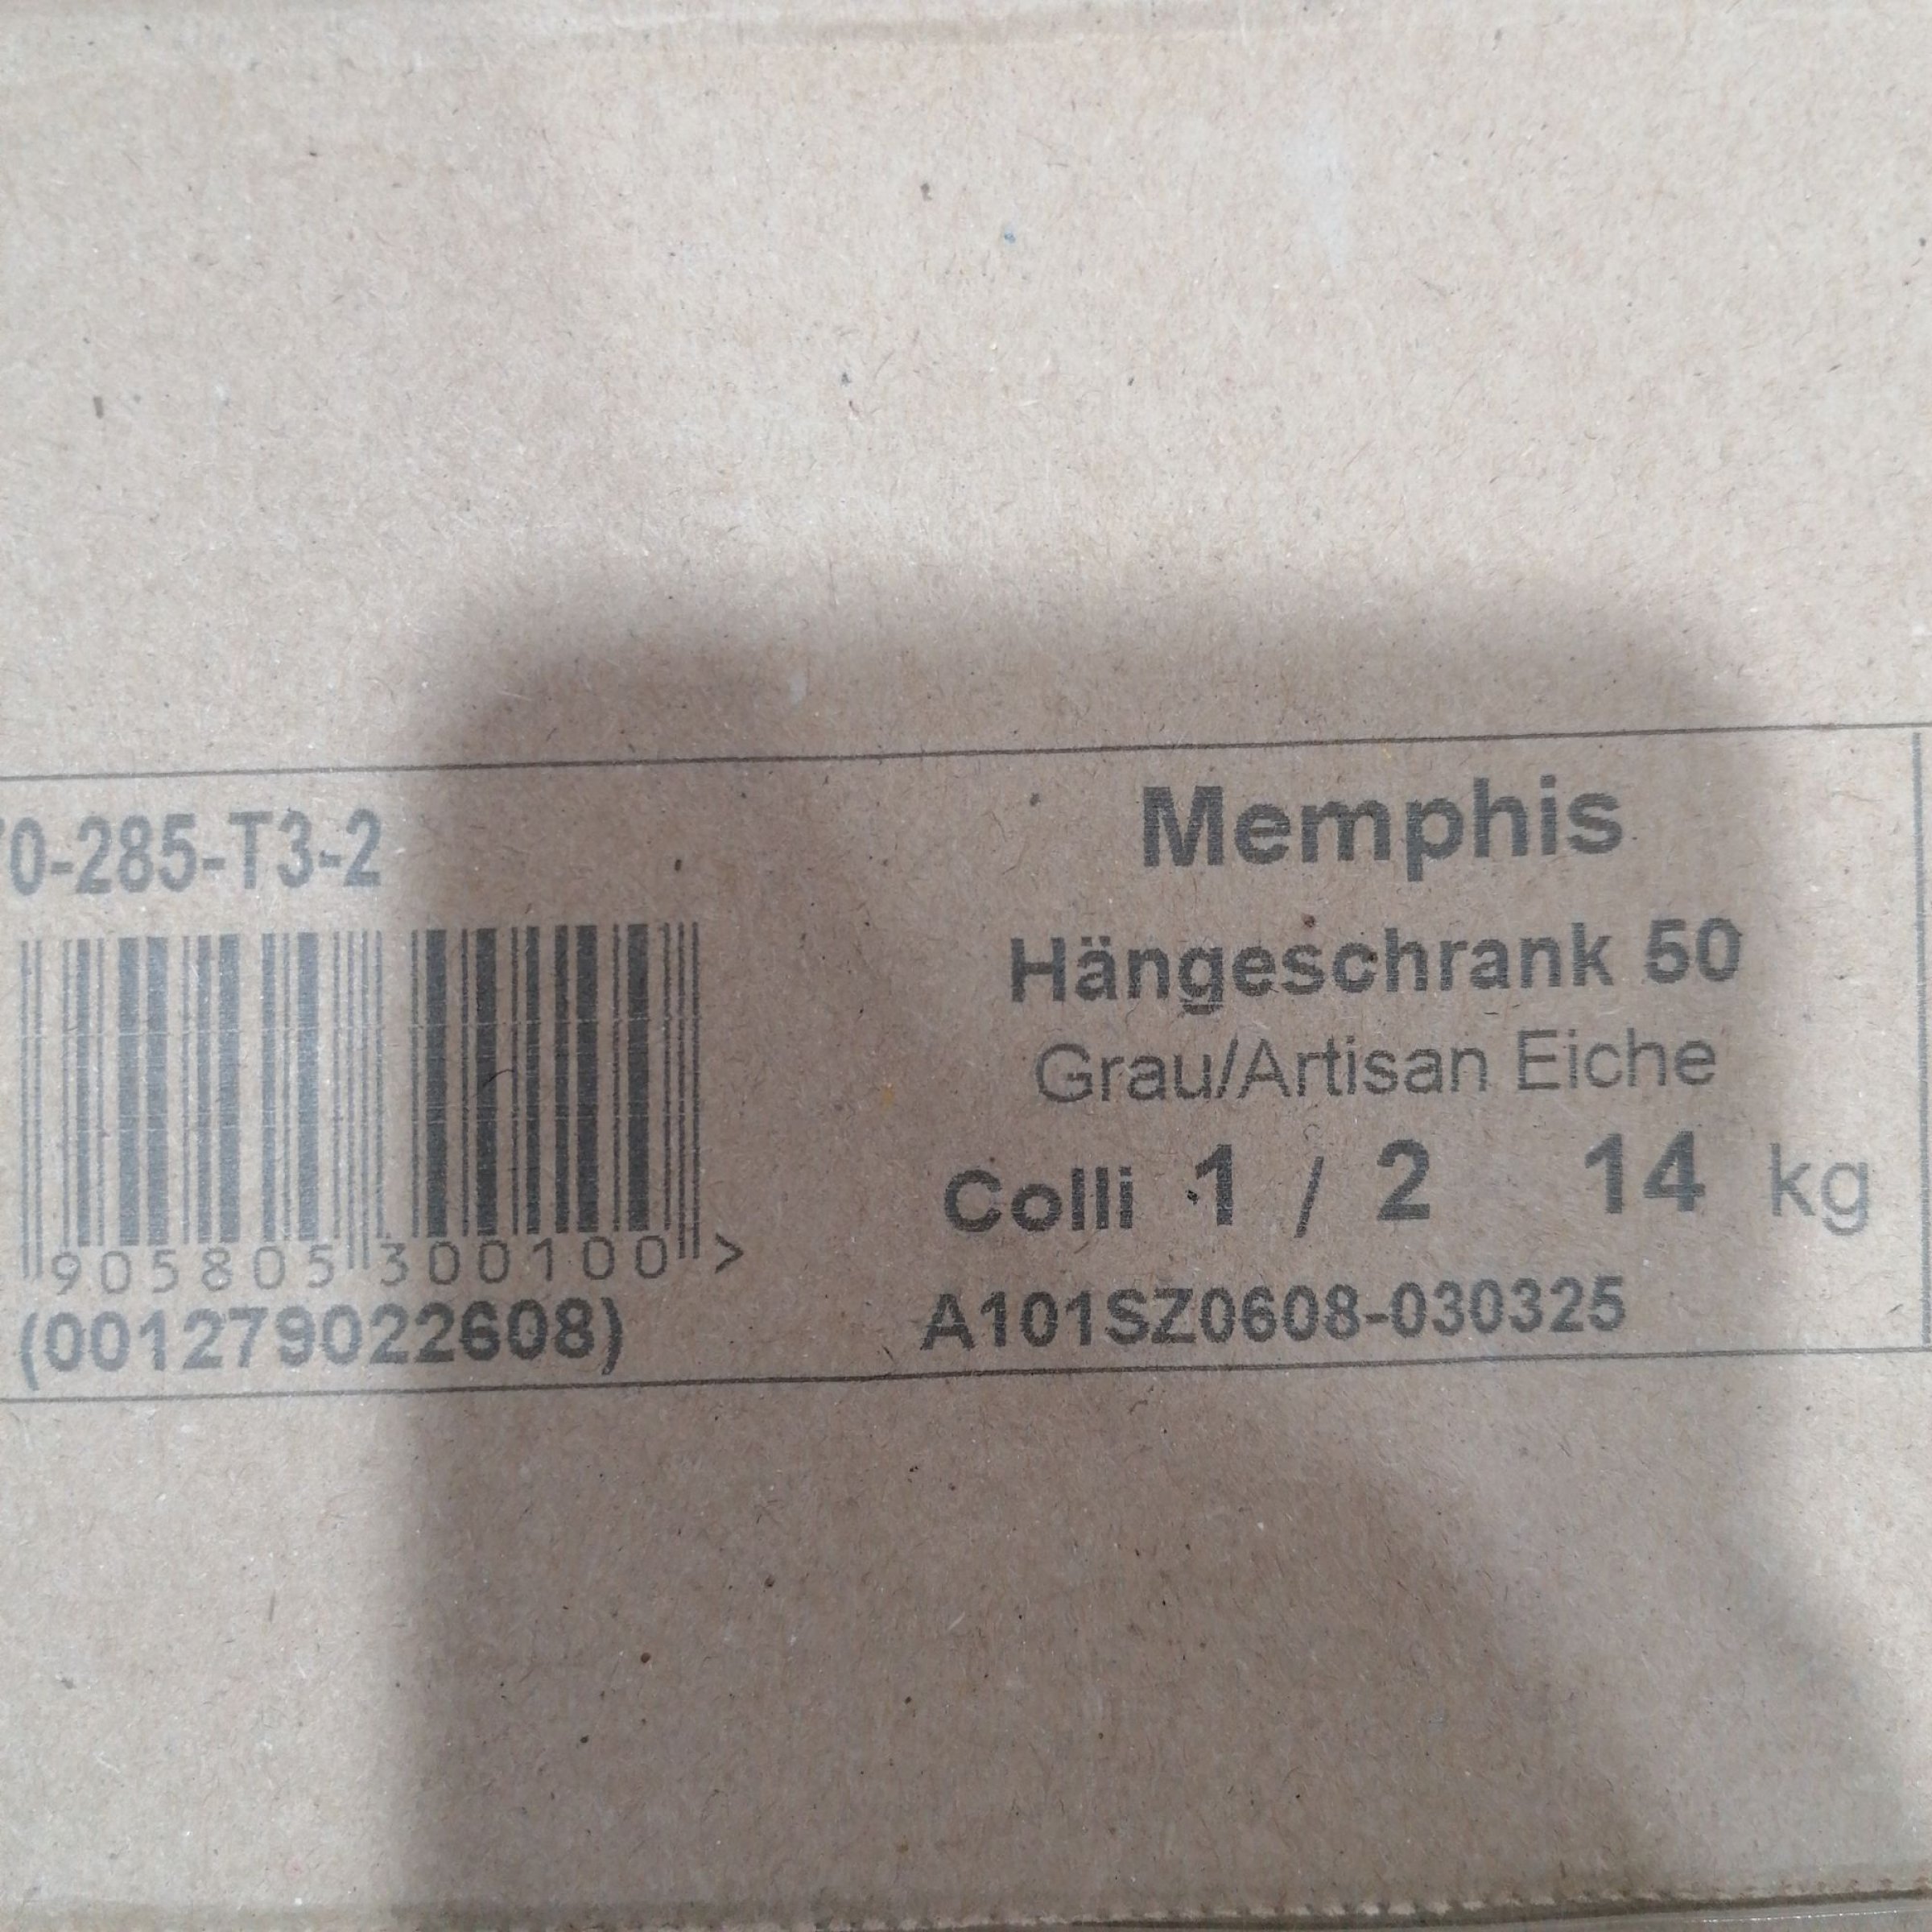 0-285-T3-2
Memphis
Hängeschrank 50
Grau/Artisan Eiche
Colli 1 / 2 14 kg
905805 300100 >
(001279022608)
A101SZ0608-030325